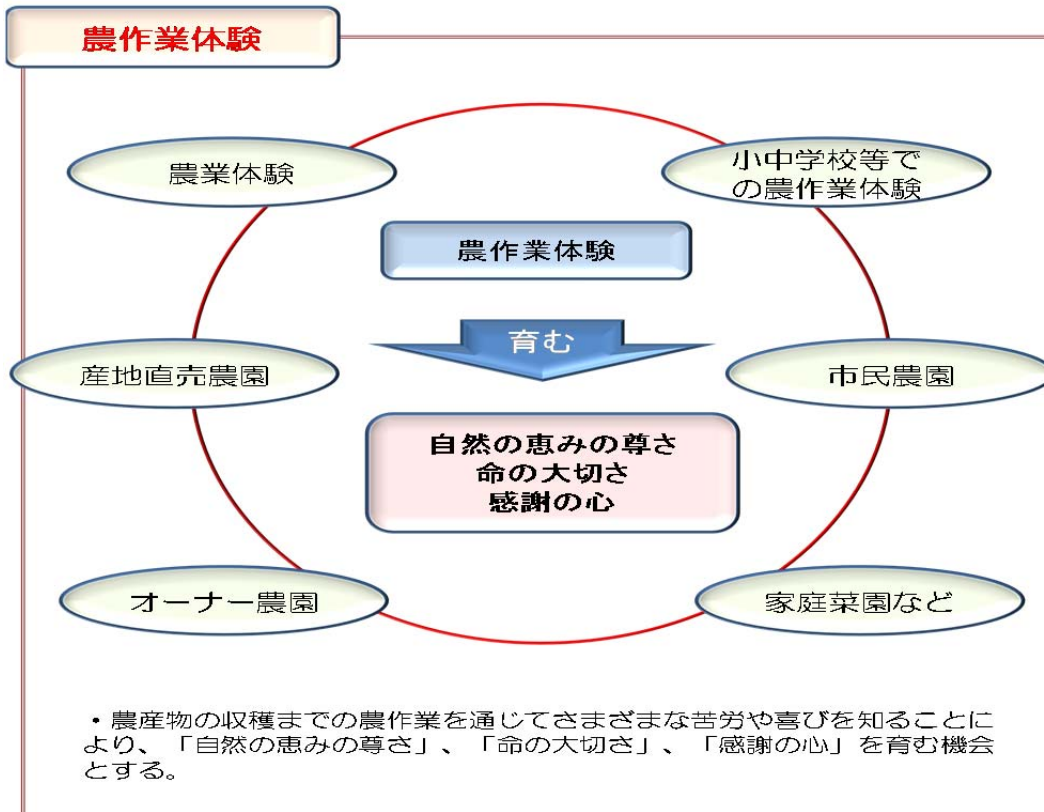 農作業体験
農業体験
小中学校等で
の農作業体験
農作業体験
育む
産地直売農園
市民農園
自然の恵みの尊さ
命の大切さ
感謝の心
オーナー農園
家庭菜園など
・農産物の収穫までの農作業を通じてさまざまな苦労や喜びを知ることに
より、「自然の恵みの尊さ」、「命の大切さ」、「感謝の心」を育む機会
とする。